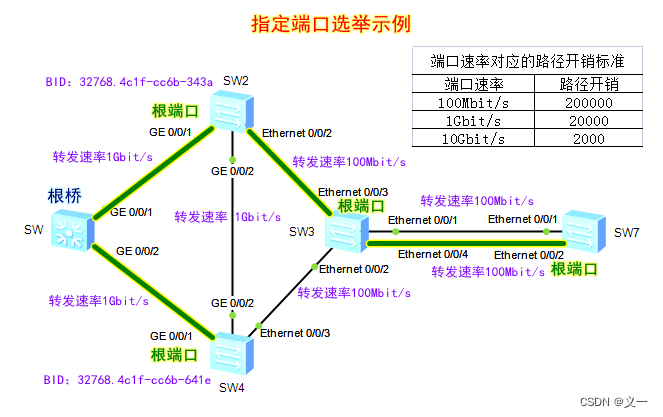 指定端口选举示例
端口速率对应的路径开销标准
端口速率 路径开销
100Mbit/s 200000
1Gbit/s 20000
10Gbit/s 2000
BID：32768.4c1f-cc6b-343a
SW2
根端口
GE 0/0/1
Ethernet 0/0/2
转发速率1Gbit/s
GE 0/0/2
转发速率100Mbit/s
根桥
Ethernet 0/0/3
根端口
转发速率100Mbit/s
GE 0/0/1
转发速率 1Gbit/s
Ethernet 0/0/1
Ethernet 0/0/1
SW
SW3
SW7
GE 0/0/2
Ethernet 0/0/4
Ethernet 0/0/2
Ethernet 0/0/2
转发速率100Mbit/s
根端口
转发速率1Gbit/s
GE 0/0/2
转发速率100Mbit/s
GE 0/0/1
Ethernet 0/0/3
根端口
BID：32768.4c1f-cc6b-641e
SW4
CSDN @义一